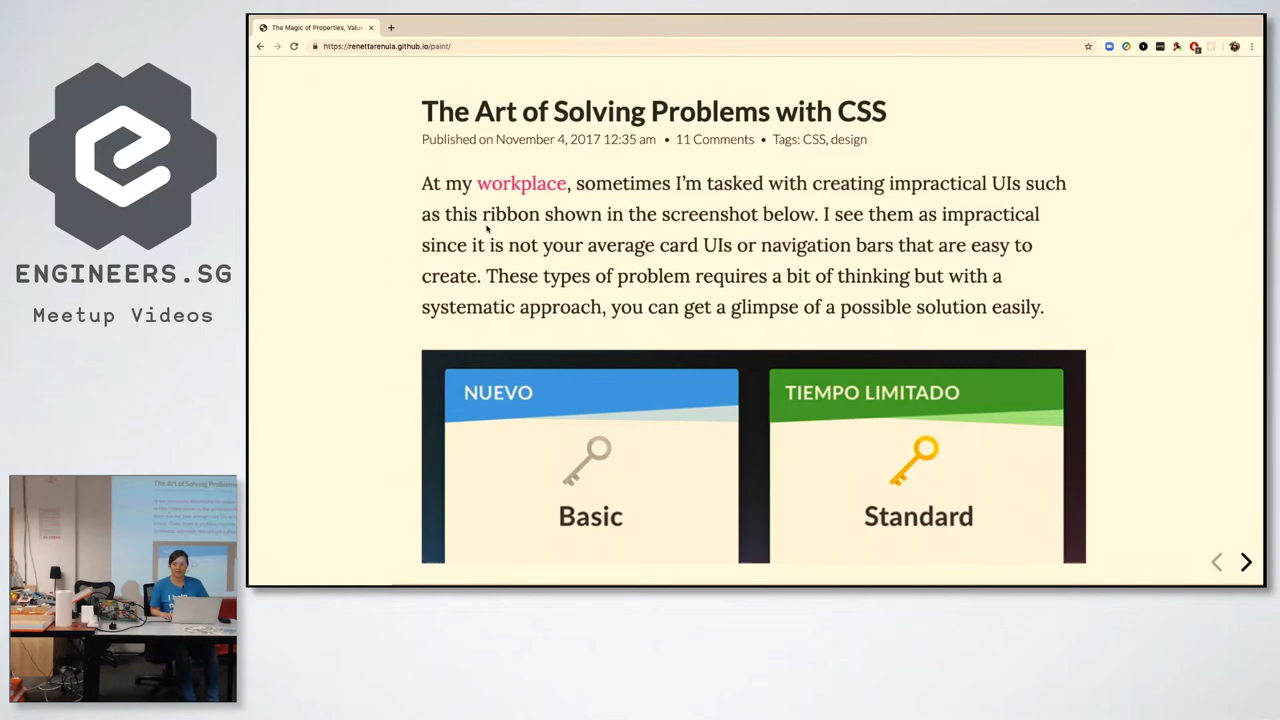 The Magic of Properties, Valu
https://renettarenula.github.io/paint/
ENGINEERS.SG
Meetup Videos
The Art of Solving Problems with CSS
Published on November 4, 2017 12:35 am • 11 Comments • Tags: CSS, design
At my workplace, sometimes I'm tasked with creating impractical UIs such
as this ribbon shown in the screenshot below. I see them as impractical
since it is not your average card UIs or navigation bars that are easy to
create. These types of problem requires a bit of thinking but with a
systematic approach, you can get a glimpse of a possible solution easily.
NUEVO
TIEMPO LIMITADO
Basic
Standard
The Art of Solving Problems